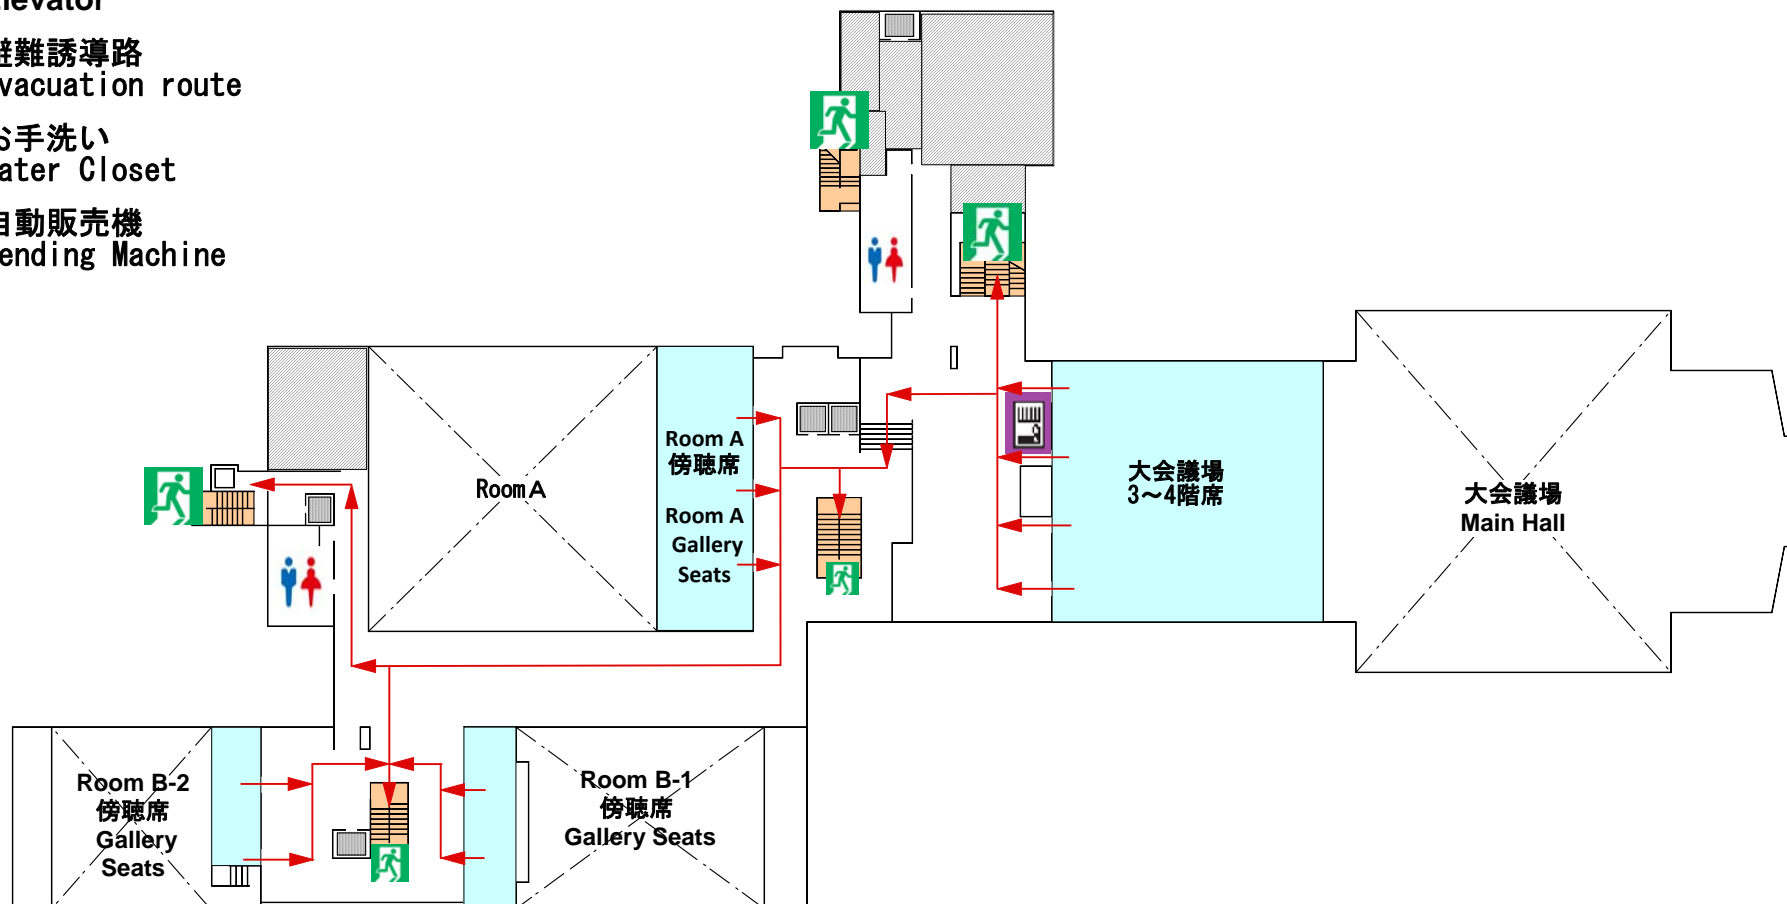 levator
避難誘導路
vacuation route
お手洗い
ater Closet
自動販売機
ending Machine
Room A
傍聴席
Room A
Gallery
Seats
Room A
大会議場
3～4階席
大会議場
Main Hall
Room B-2
傍聴席
Gallery
Seats
Room B-1
傍聴席
Gallery Seats